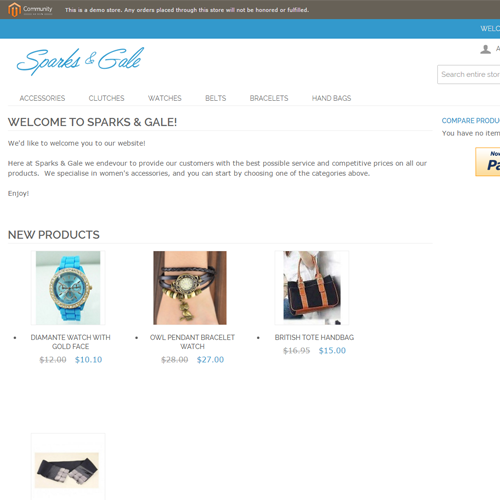 Community
This is a demo store. Any orders placed through this store will not be honored or fulfilled.
WELC
Sparks & Gale
A
Search entire stor
ACCESSORIES CLUTCHES WATCHES BELTS BRACELETS HAND BAGS
WELCOME TO SPARKS & GALE!
COMPARE PRODU
We'd like to welcome you to our website!
You have no item
Here at Sparks & Gale we endevour to provide our customers with the best possible service and competitive prices on all our
products. We specialise in women's accessories, and you can start by choosing one of the categories above.
Now
Pa
Enjoy!
NEW PRODUCTS
DIAMANTE WATCH WITH
GOLD FACE
$12.00 $10.10
OWL PENDANT BRACELET
WATCH
$28.00 $27.00
BRITISH TOTE HANDBAG
$16.95 $15.00